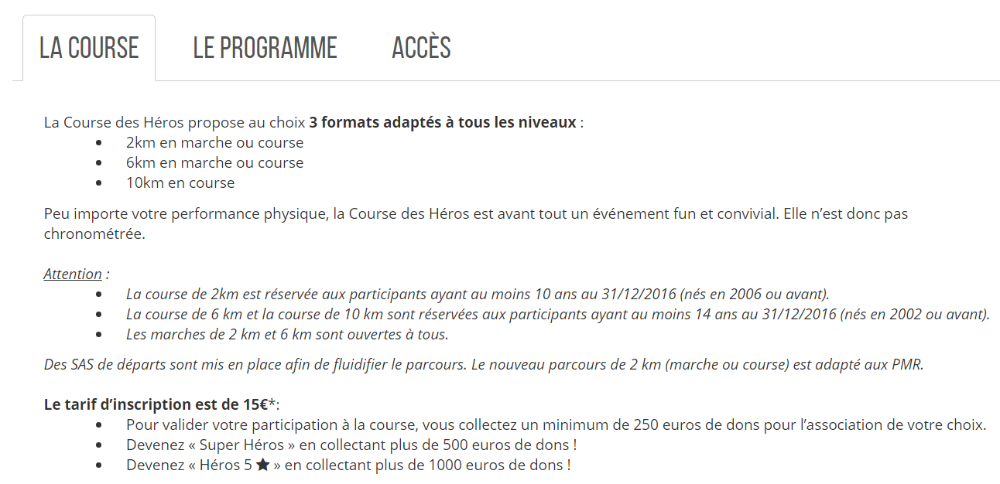 LA COURSE LE PROGRAMME ACCÈS
La Course des Héros propose au choix 3 formats adaptés à tous les niveaux :
• 2km en marche ou course
• 6km en marche ou course
• 10km en course
Peu importe votre performance physique, la Course des Héros est avant tout un événement fun et convivial. Elle n’est donc pas
chronométrée.
Attention :
• La course de 2km est réservée aux participants ayant au moins 10 ans au 31/12/2016 (nés en 2006 ou avant).
• La course de 6 km et la course de 10 km sont réservées aux participants ayant au moins 14 ans au 31/12/2016 (nés en 2002 ou avant).
• Les marches de 2 km et 6 km sont ouvertes à tous.
Des SAS de départs sont mis en place afin de fluidifier le parcours. Le nouveau parcours de 2 km (marche ou course) est adapté aux PMR.
Le tarif d’inscription est de 15€*:
• Pour valider votre participation à la course, vous collectez un minimum de 250 euros de dons pour l’association de votre choix.
• Devenez « Super Héros » en collectant plus de 500 euros de dons !
• Devenez « Héros 5 ★ » en collectant plus de 1000 euros de dons !